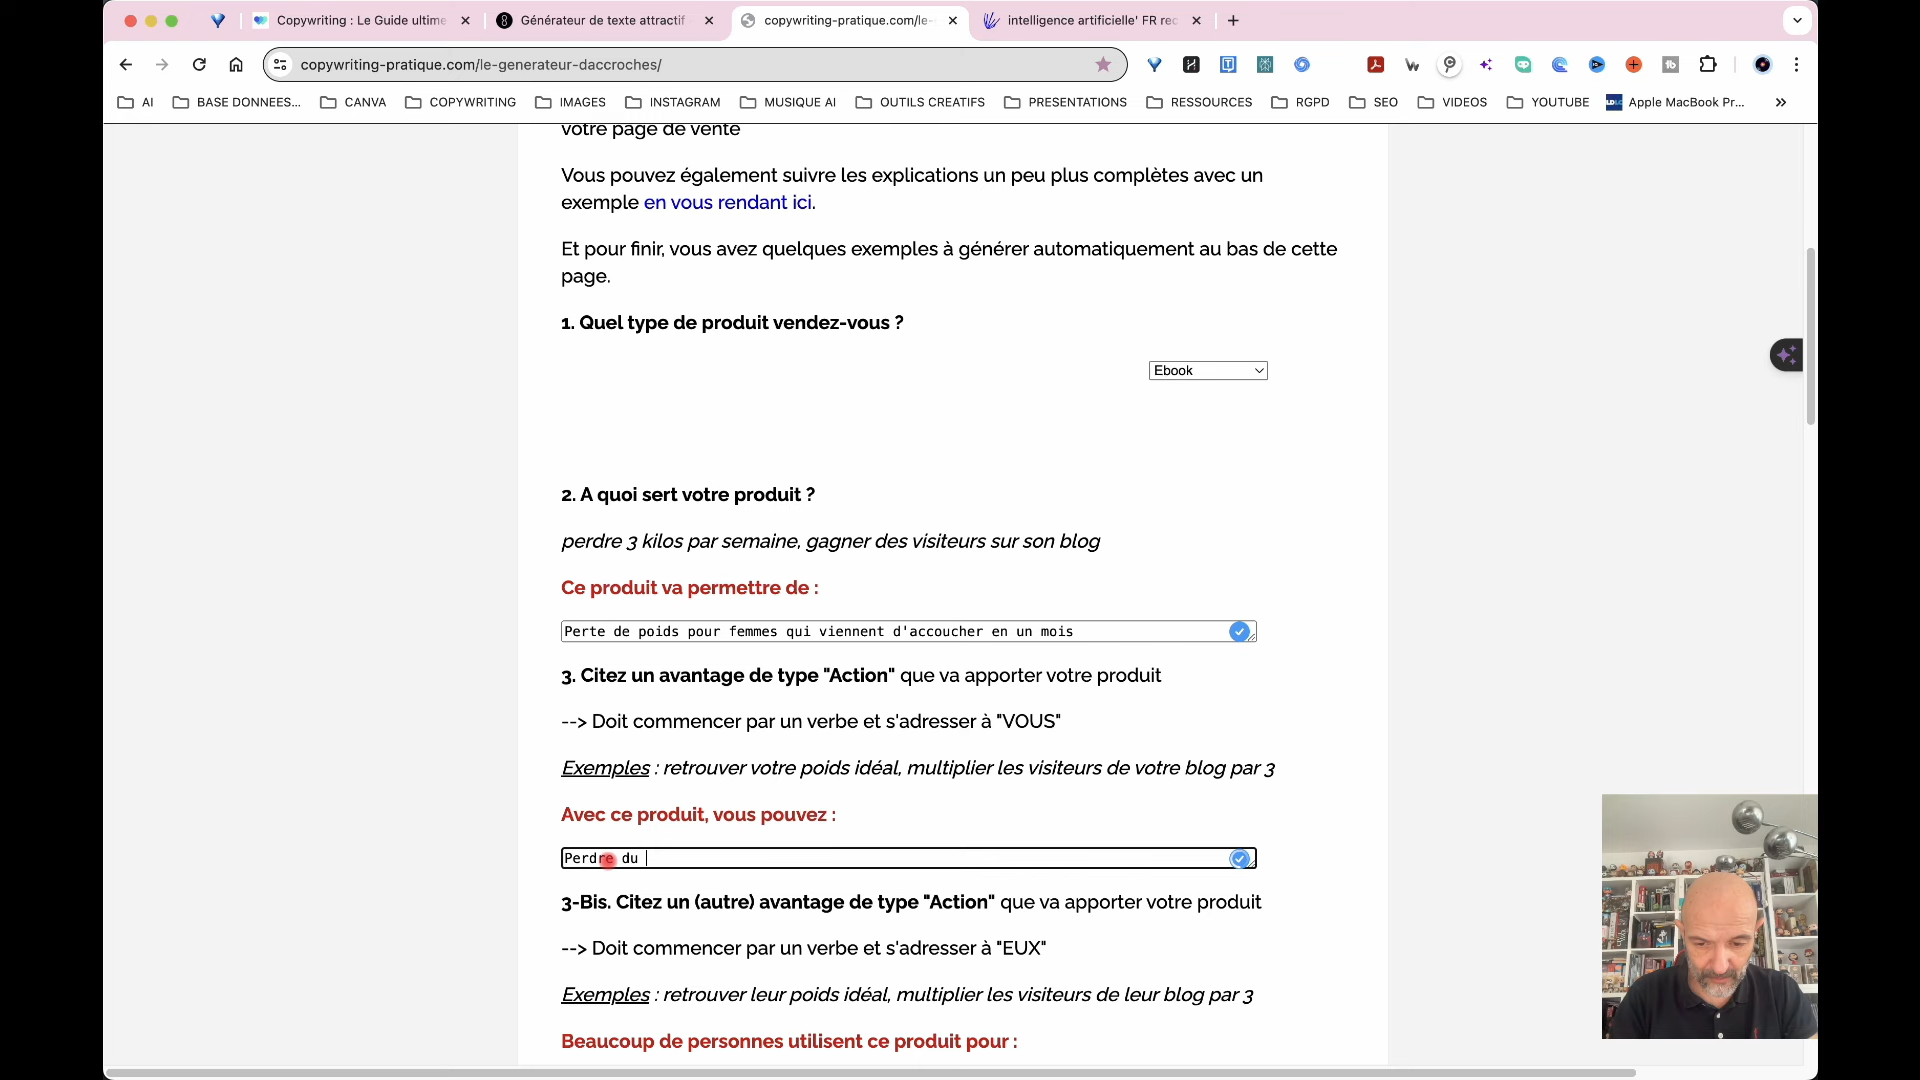 Copywriting : Le Guide ultime
Générateur de texte attractif
copywriting-pratique.com/le-
intelligence artificielle' FR rec
copywriting-pratique.com/le-generateur-daccroches/
AI
BASE DONNEES...
CANVA
COPYWRITING
IMAGES
INSTAGRAM
MUSIQUE AI
OUTILS CREATIFS
PRESENTATIONS
RESSOURCES
RGPD
SEO
VIDEOS
YOUTUBE
Apple MacBook Pr...
votre page de vente
Vous pouvez également suivre les explications un peu plus complètes avec un
exemple en vous rendant ici.
Et pour finir, vous avez quelques exemples à générer automatiquement au bas de cette
page.
1. Quel type de produit vendez-vous ?
Ebook
2. A quoi sert votre produit ?
perdre 3 kilos par semaine, gagner des visiteurs sur son blog
Ce produit va permettre de :
Perte de poids pour femmes qui viennent d'accoucher en un mois
3. Citez un avantage de type "Action" que va apporter votre produit
--> Doit commencer par un verbe et s'adresser à "VOUS"
Exemples : retrouver votre poids idéal, multiplier les visiteurs de votre blog par 3
Avec ce produit, vous pouvez :
Perdre du
3-Bis. Citez un (autre) avantage de type "Action" que va apporter votre produit
--> Doit commencer par un verbe et s'adresser à "EUX"
Exemples : retrouver leur poids idéal, multiplier les visiteurs de leur blog par 3
Beaucoup de personnes utilisent ce produit pour :